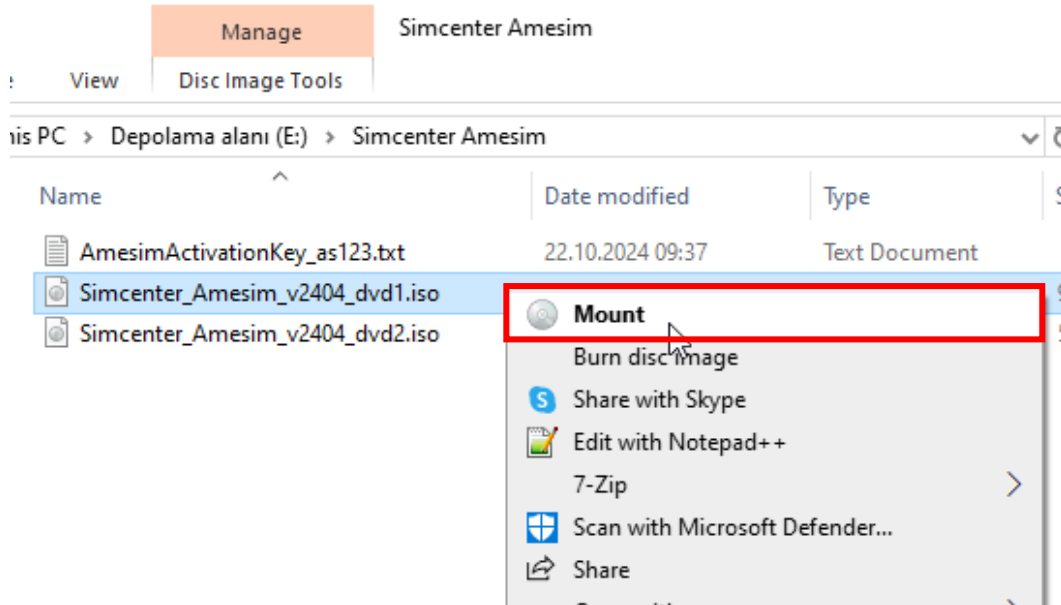 Manage Simcenter Amesim
View Disc Image Tools
his PC > Depolama alanı (E:) > Simcenter Amesim
Name Date modified Type
AmesimActivationKey_as123.txt 22.10.2024 09:37 Text Document
Simcenter_Amesim_v2404_dvd1.iso
Simcenter_Amesim_v2404_dvd2.iso
Mount
Burn disc image
Share with Skype
Edit with Notepad++
7-Zip
Scan with Microsoft Defender...
Share